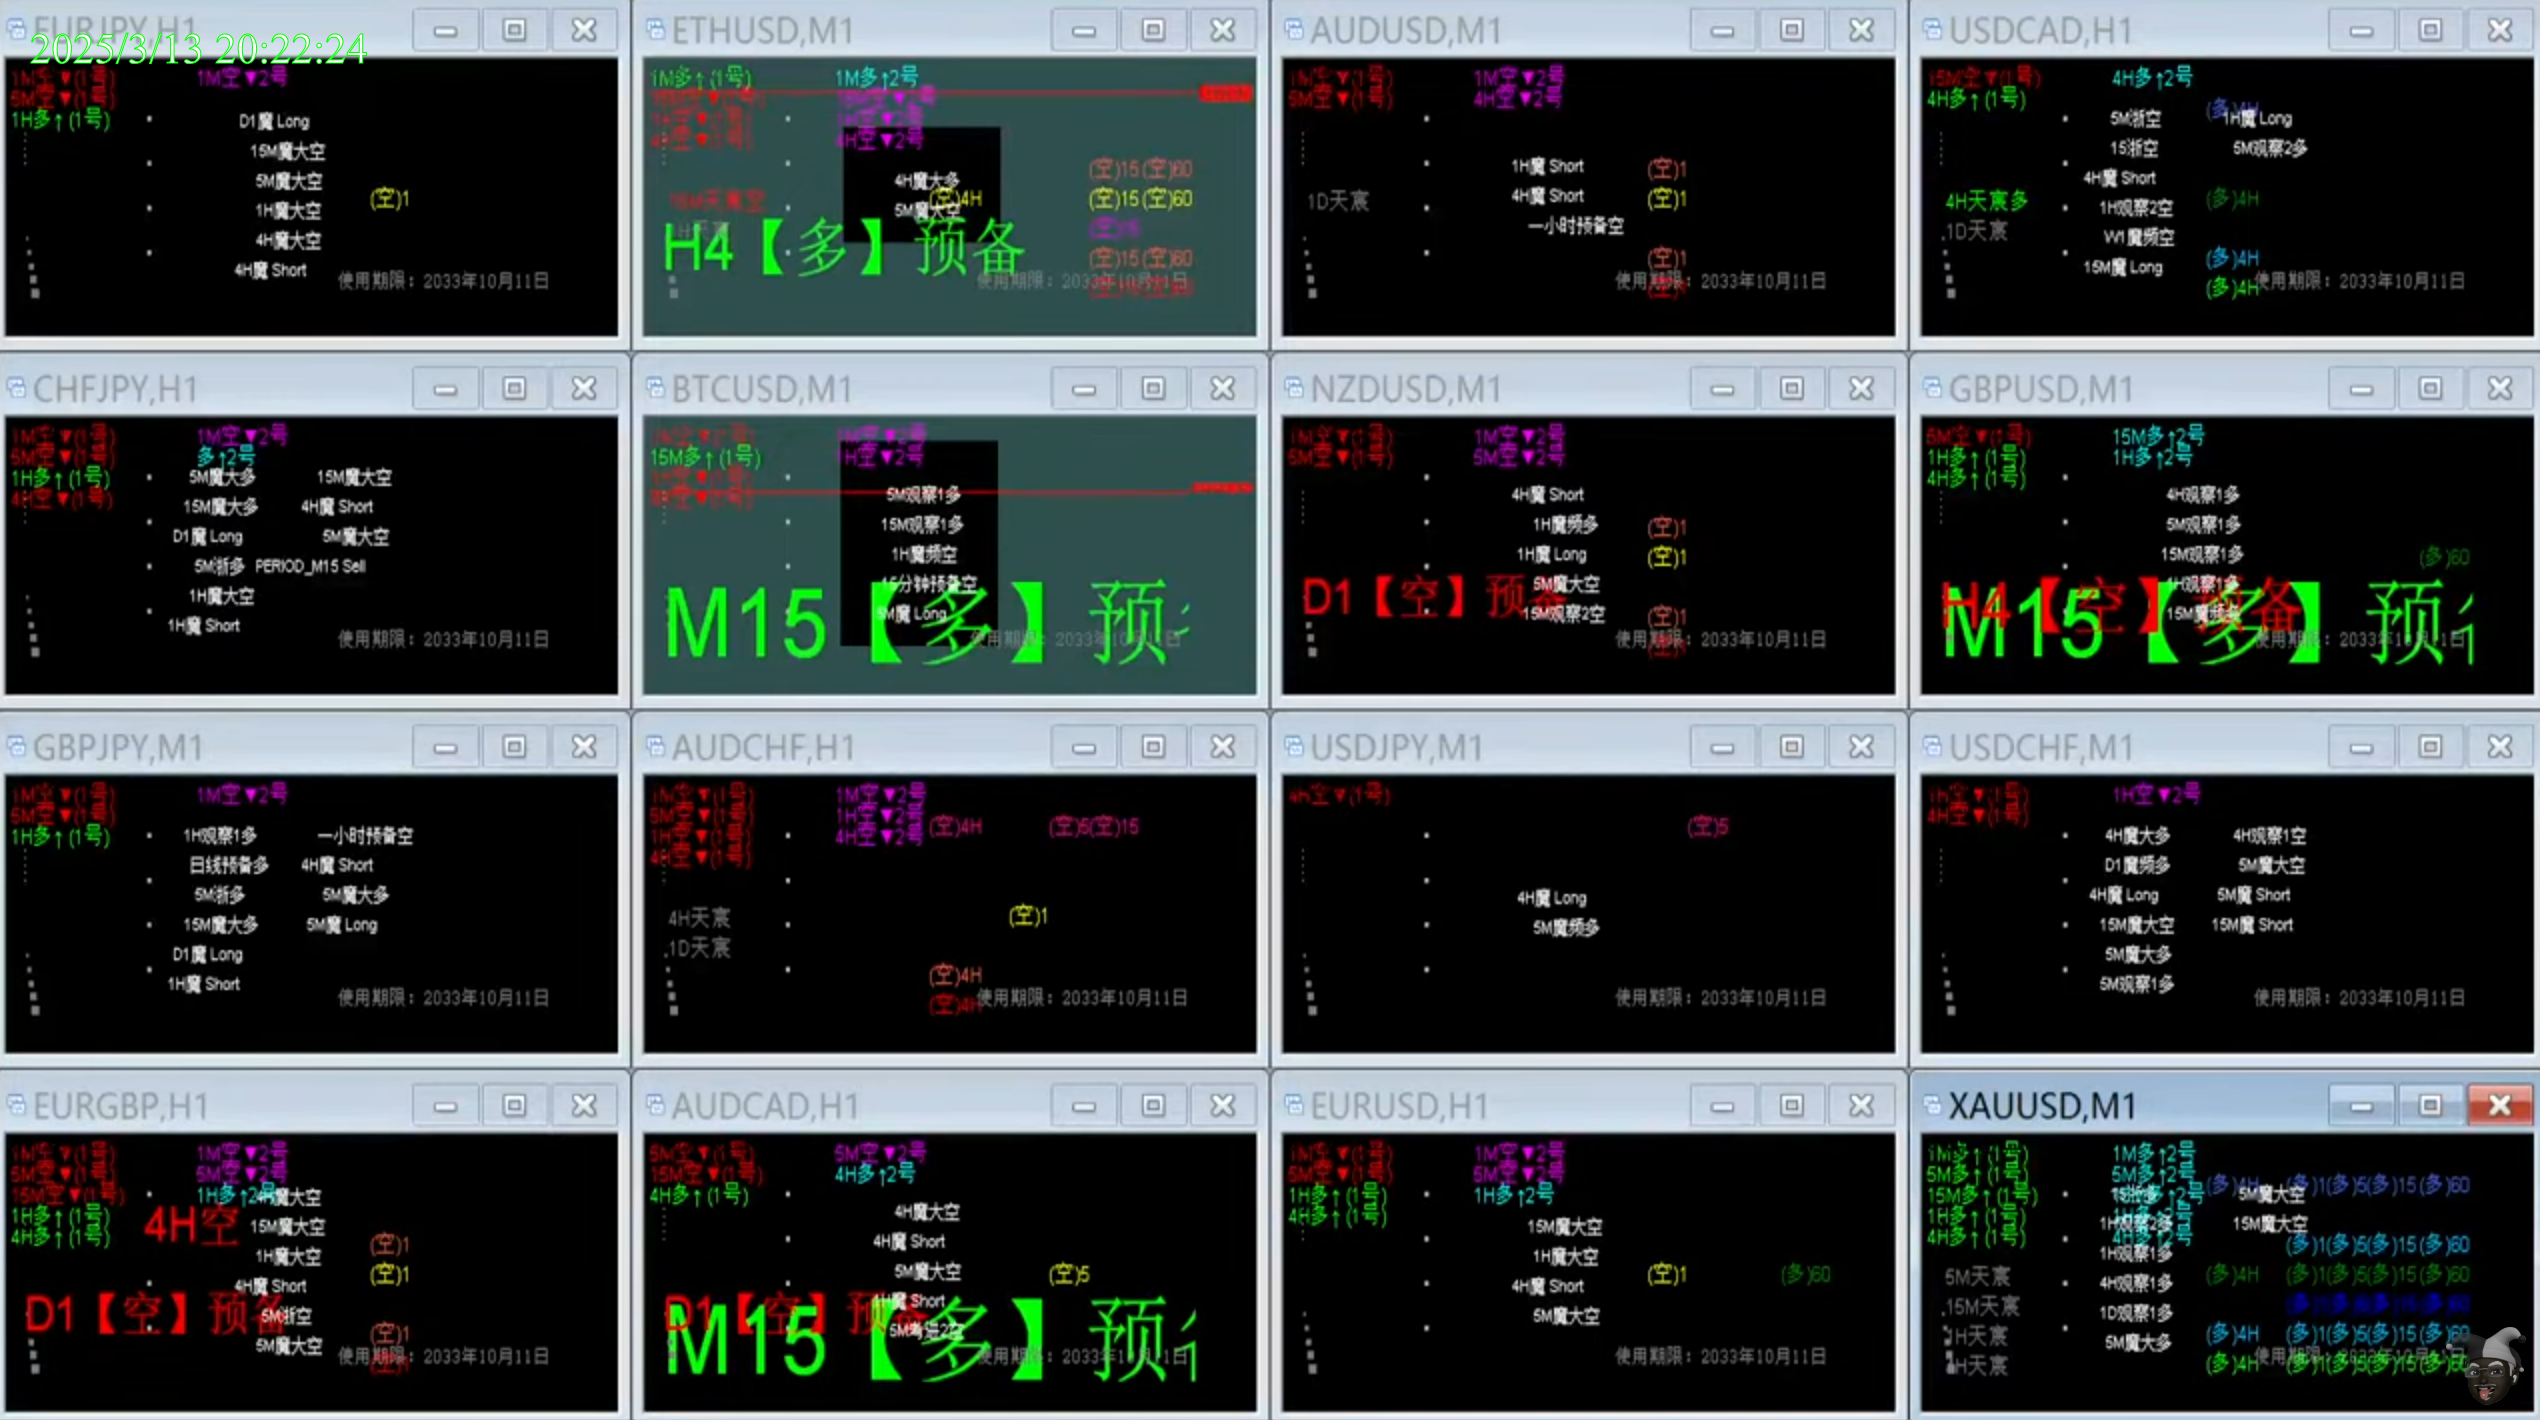 EURJPY,H1
2025/3/13 20:22:24
1M空▼(1号)
1M空▼2号
5M空▼(1号)
1H多↑(1号)
D1魔 Long
15M魔大空
5M魔大空
(空)1
1H魔大空
4H魔大空
4H魔 Short
使用期限：2033年10月11日
ETHUSD,M1
1M多↑(1号)
1M多↑2号
4H空▼2号
(空)15(空)60
4H魔大多
(空)4H
(空)15(空)60
5M魔大空
(空)15
H4【多】预备
(空)15(空)60
使用期限：2033年10月11日
AUDUSD,M1
1M空▼(1号)
1M空▼2号
5M空▼(1号)
4H空▼2号
1H魔 Short
(空)1
1D天宸
4H魔 Short
(空)1
一小时预备空
(空)1
使用期限：2033年10月11日
USDCAD,H1
15M空▼(1号)
4H多↑2号
4H多↑(1号)
(多)4H
5M浙空
1H魔 Long
15浙空
5M观察2多
4H魔 Short
4H天宸多
1H观察2空
(多)4H
1D天宸
W1魔频空
15M魔 Long
(多)4H
(多)4H
使用期限：2033年10月11日
CHFJPY,H1
1M空▼(1号)
1M空▼2号
5M空▼(1号)
多↑2号
1H多↑(1号)
4H空▼(1号)
5M魔大多
15M魔大空
15M魔大多
4H魔 Short
D1魔 Long
5M魔大空
5M浙多
PERIOD_M15 Sell
1H魔大空
1H魔 Short
使用期限：2033年10月11日
BTCUSD,M1
1M空▼(1号)
1M空▼2号
15M多↑(1号)
1H空▼2号
5M观察1多
15M观察1多
1H魔频空
15分钟预备空
5M魔 Long
M15【多】预
使用期限：2033年10月11日
NZDUSD,M1
1M空▼(1号)
1M空▼2号
5M空▼(1号)
5M空▼2号
4H魔 Short
1H魔频多
(空)1
1H魔 Long
(空)1
5M魔大空
D1【空】预备
15M观察2空
(空)1
使用期限：2033年10月11日
GBPUSD,M1
5M空▼(1号)
15M多↑2号
1H多↑(1号)
1H多↑2号
4H多↑(1号)
4H观察1多
5M观察1多
15M观察1多
(多)60
4H观察1多
15M魔频多
H4【空】预备
M15【多】预
使用期限：2033年10月11日
GBPJPY,M1
1M空▼(1号)
1M空▼2号
5M空▼(1号)
1H多↑(1号)
1H观察1多
一小时预备空
日线预备多
4H魔 Short
5M浙多
5M魔大多
15M魔大多
5M魔 Long
D1魔 Long
1H魔 Short
使用期限：2033年10月11日
AUDCHF,H1
1M空▼(1号)
1M空▼2号
5M空▼(1号)
1H空▼2号
1H空▼(1号)
4H空▼2号
4H空▼(1号)
(空)4H
(空)5(空)15
4H天宸
(空)1
1D天宸
(空)4H
(空)4H
使用期限：2033年10月11日
USDJPY,M1
4H空▼(1号)
(空)5
4H魔 Long
5M魔频多
使用期限：2033年10月11日
USDCHF,M1
1H空▼(1号)
1H空▼2号
4H空▼(1号)
4H魔大多
4H观察1空
D1魔频多
5M魔大空
4H魔 Long
5M魔 Short
15M魔大空
15M魔 Short
5M魔大多
5M观察1多
使用期限：2033年10月11日
EURGBP,H1
1M空▼(1号)
1M空▼2号
5M空▼(1号)
5M空▼2号
15M空▼(1号)
1H多↑2号
1H多↑(1号)
4H多↑(1号)
4H空
15M魔大空
(空)1
1H魔大空
(空)1
4H魔 Short
D1【空】预备
5M浙空
(空)1
5M魔大空
使用期限：2033年10月11日
AUDCAD,H1
5M空▼(1号)
5M空▼2号
15M空▼(1号)
4H多↑2号
4H多↑(1号)
4H魔大空
4H魔 Short
5M魔大空
(空)5
4H魔 Short
D1【空】预备
M15【多】预
使用期限：2033年10月11日
EURUSD,H1
1M空▼(1号)
1M空▼2号
5M空▼(1号)
5M空▼2号
1H多↑(1号)
1H多↑2号
4H多↑(1号)
15M魔大空
1H魔大空
(空)1
(多)60
4H魔 Short
5M魔大空
使用期限：2033年10月11日
XAUUSD,M1
1M多↑(1号)
1M多↑2号
5M多↑(1号)
5M多↑2号
15M多↑(1号)
(多)4H
(多)1(多)5(多)15(多)60
5M魔大空
1H多↑(1号)
1H观察2多
15M魔大空
4H多↑(1号)
4H多↑2号
1H观察1多
(多)1(多)5(多)15(多)60
5M天宸
4H观察1多
(多)4H
(多)1(多)5(多)15(多)60
15M天宸
1D观察1多
1H天宸
5M魔大多
(多)4H
(多)1(多)5(多)15(多)60
4H天宸
(多)4H
(多)1(多)5(多)15(多)60